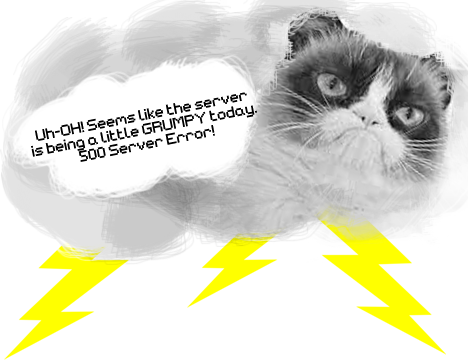 Uh-OH! Seems like the server
is being a little GRUMPY today.
500 Server Error!